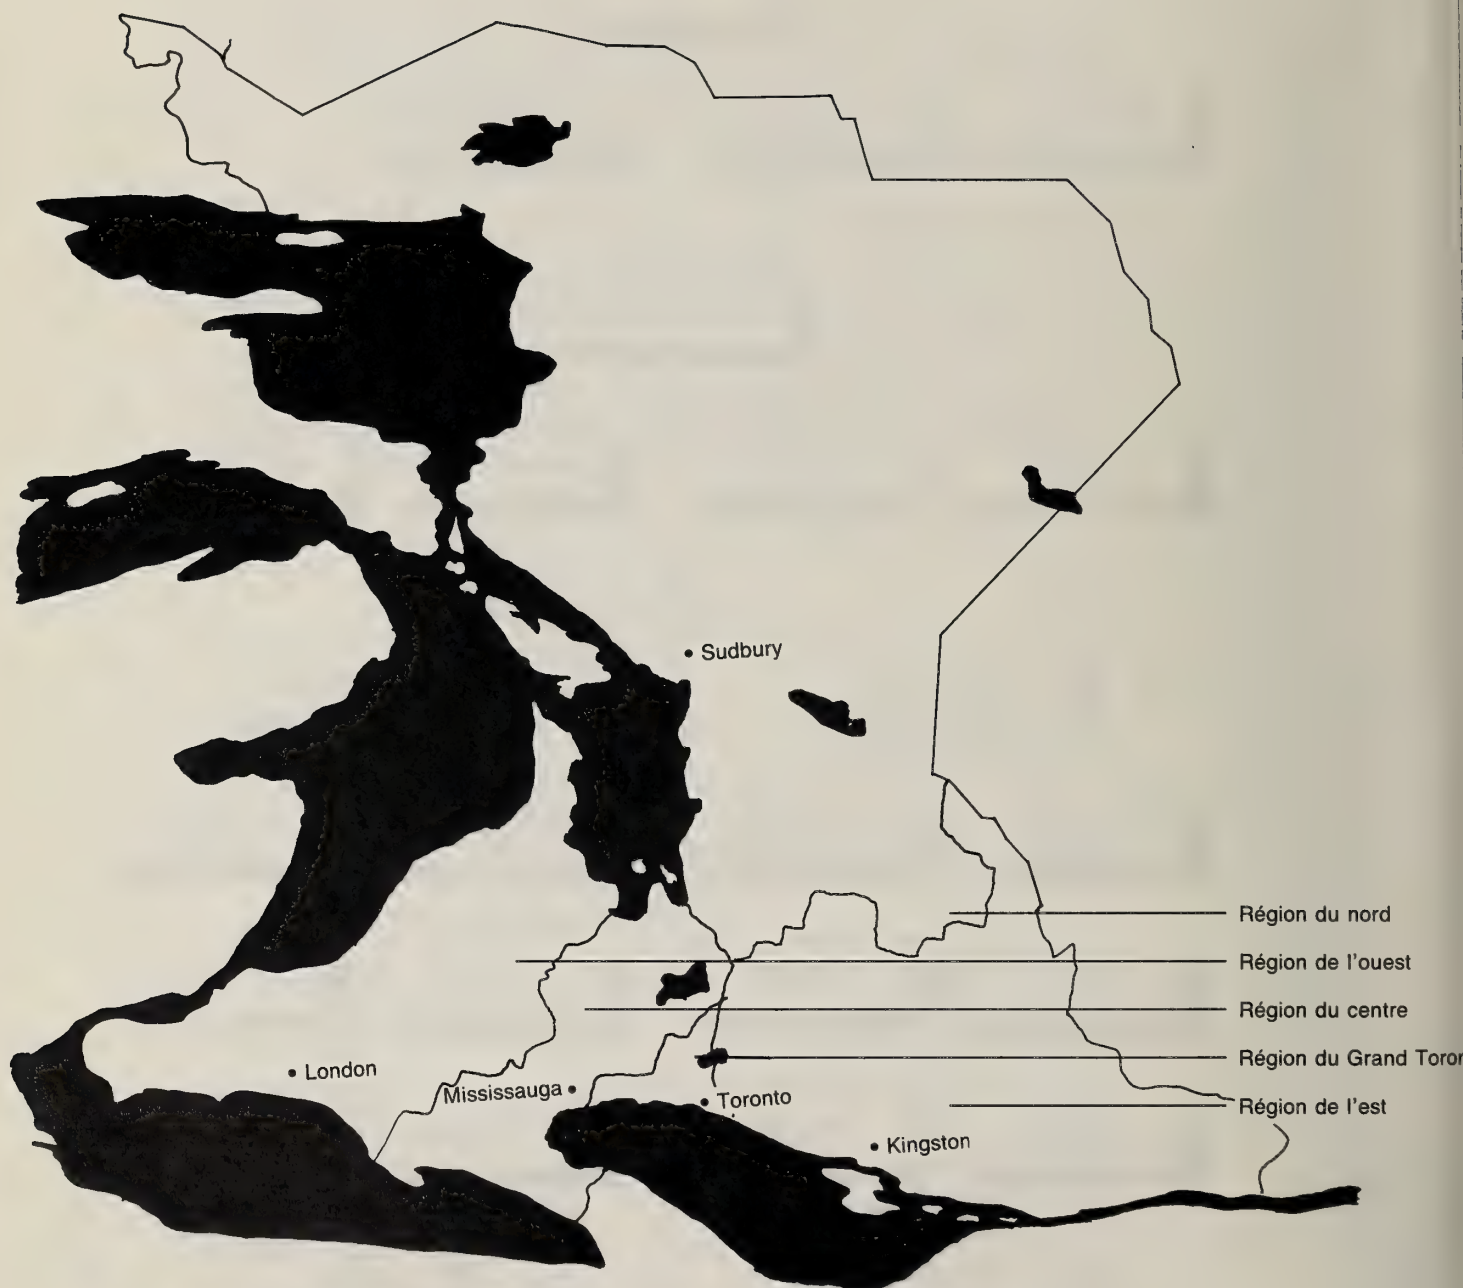 • Sudbury
Région du nord
Région de l'ouest
Région du centre
Région du Grand Toron
• London
Mississauga •
• Toronto
Région de l'est
• Kingston